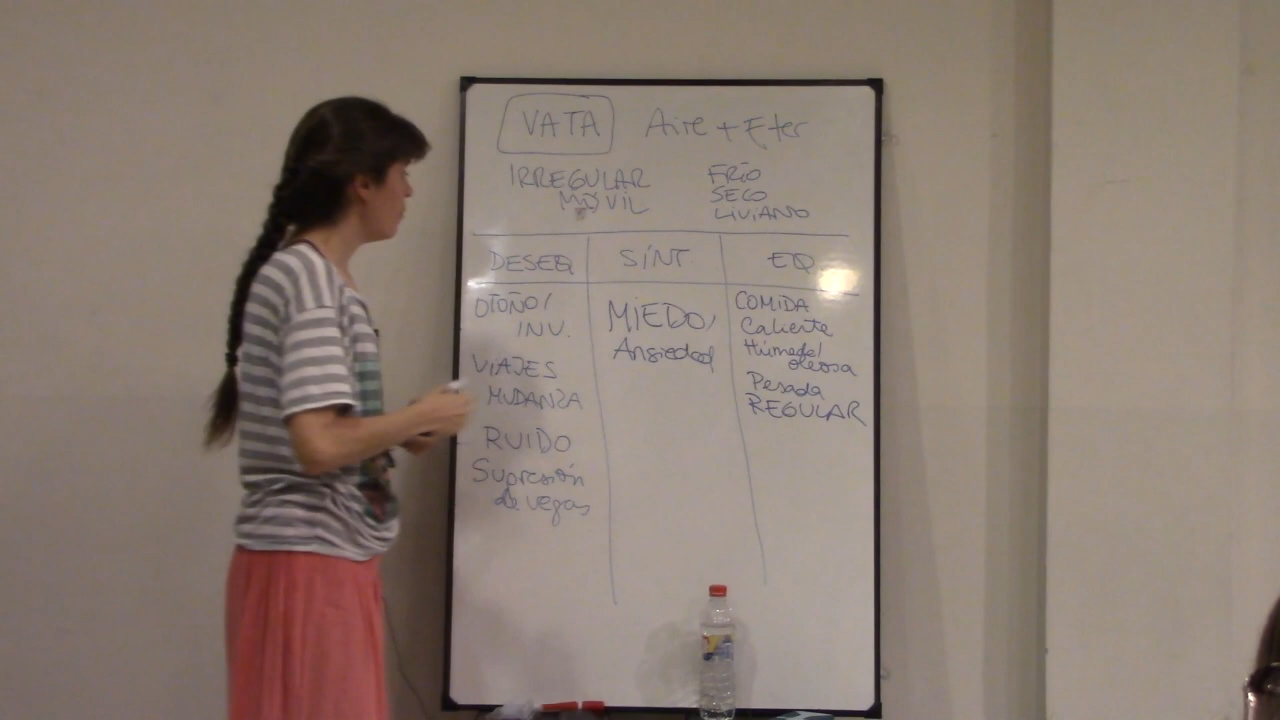 VATA Aire + Eter
IRREGULAR
MÓVIL
FRÍO
SECO
LIVIANO
DESEQ
OTOÑO/
INV.
VIAJES
MUDANZA
RUIDO
Supresión
de vegas
SÍNT.
MIEDO/
Ansiedad
EQ
COMIDA
Caliente
Húmeda/
oleosa
Pesada
REGULAR